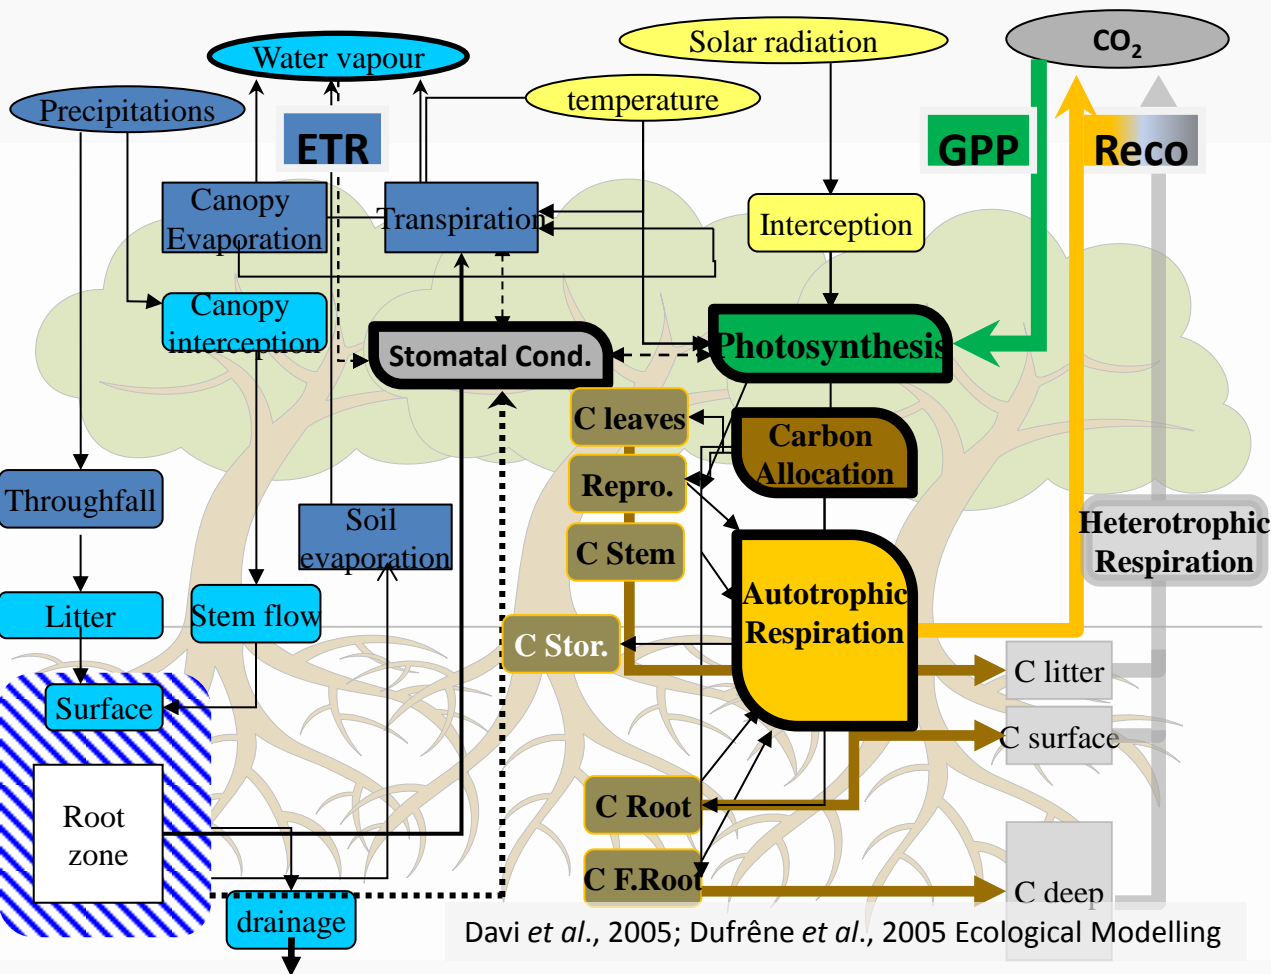 Water vapour
Solar radiation
CO₂
Precipitations
temperature
ETR
GPP
Reco
Canopy
Evaporation
Transpiration
Interception
Canopy
interception
Stomatal Cond.
Photosynthesis
C leaves
Carbon
Allocation
Repro.
Throughfall
Soil
evaporation
C Stem
Heterotrophic
Respiration
Autotrophic
Respiration
Litter
Stem flow
C Stor.
C litter
Surface
C surface
Root
zone
C Root
C F.Root
C deep
drainage
Davi et al., 2005; Dufrêne et al., 2005 Ecological Modelling